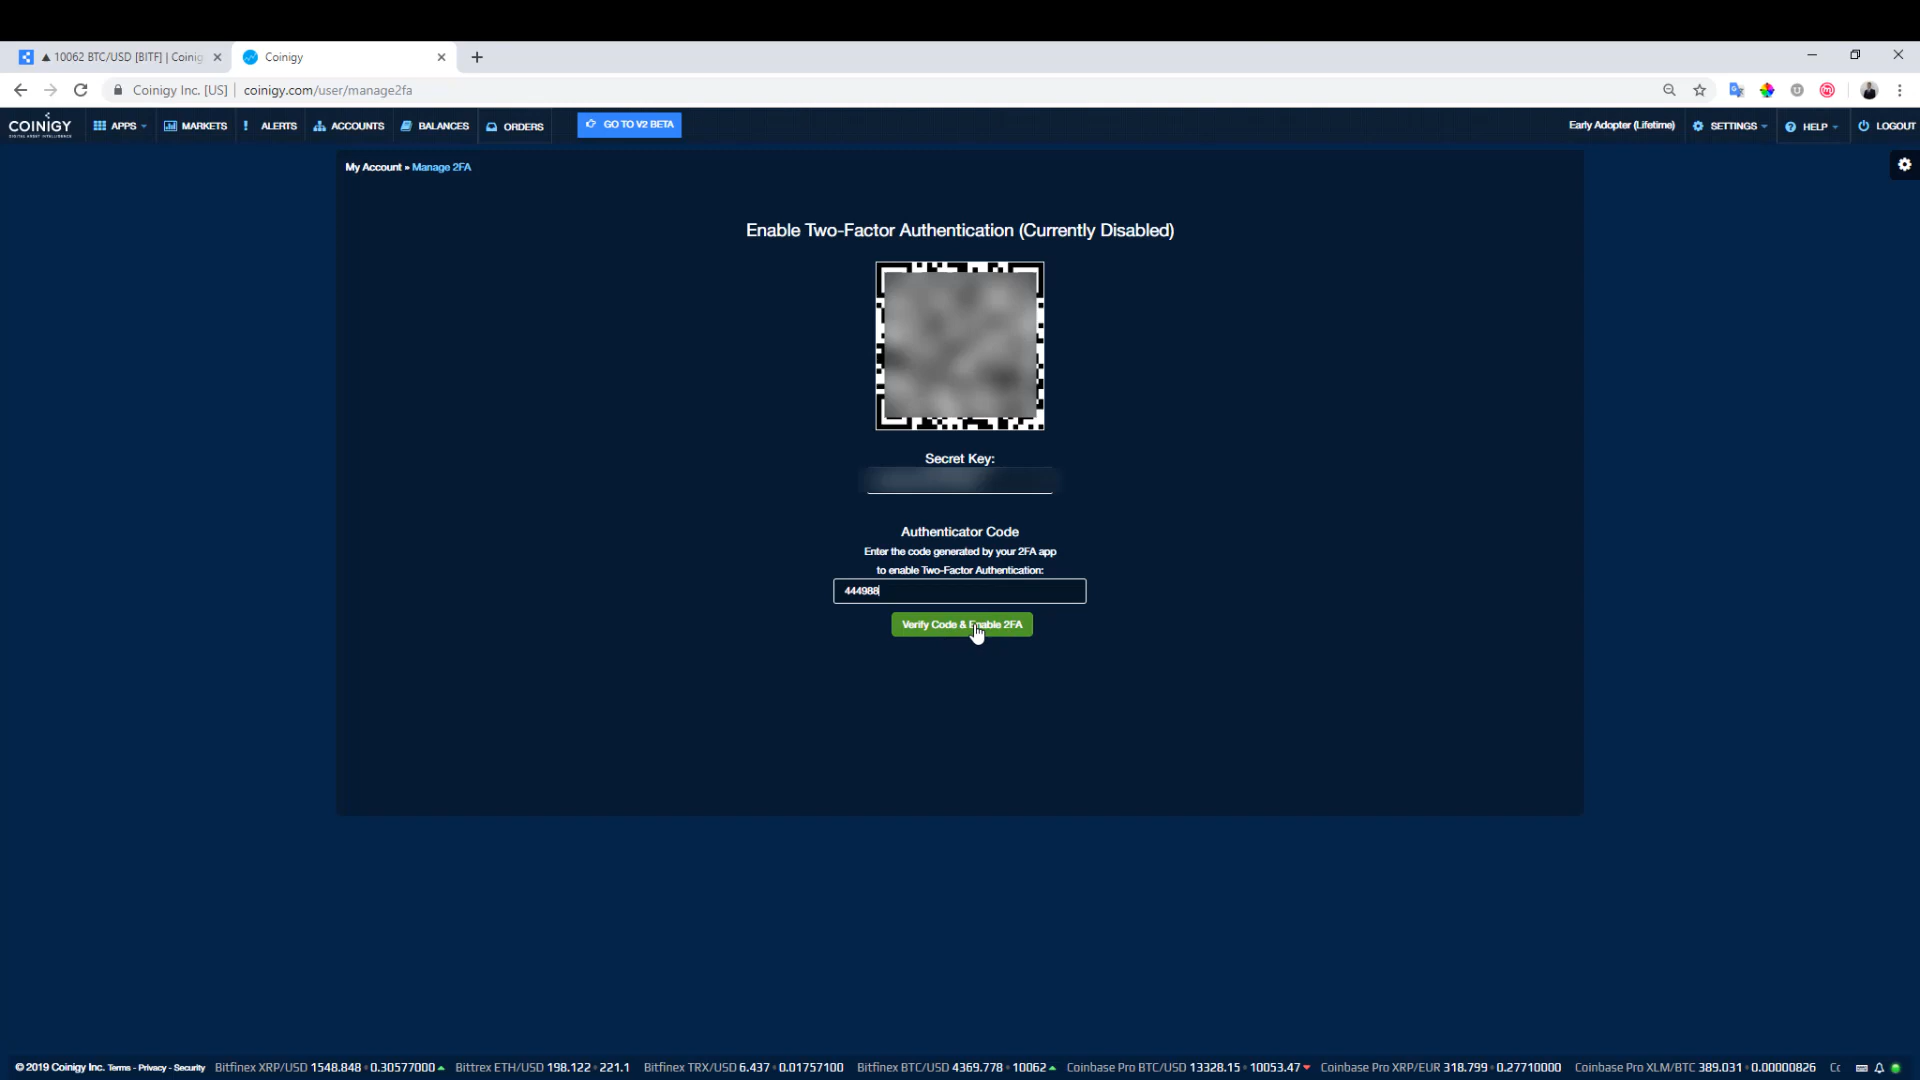 ▲ 10062 BTC/USD [BITF] | Coinig
Coinigy
Coinigy Inc. [US]
coinigy.com/user/manage2fa
COINIGY
APPS
MARKETS
ALERTS
ACCOUNTS
BALANCES
ORDERS
GO TO V2 BETA
Early Adopter (Lifetime)
SETTINGS
HELP
LOGOUT
My Account » Manage 2FA
Enable Two-Factor Authentication (Currently Disabled)
Secret Key:
Authenticator Code
Enter the code generated by your 2FA app
to enable Two-Factor Authentication:
444988
Verify Code & Enable 2FA
© 2019 Coinigy Inc. Terms - Privacy - Security
Bitfinex XRP/USD 1548.848 · 0.30577000 ▲
Bittrex ETH/USD 198.122 · 221.1
Bitfinex TRX/USD 6.437 · 0.01757100
Bitfinex BTC/USD 4369.778 · 10062 ▲
Coinbase Pro BTC/USD 13328.15 · 10053.47 ▼
Coinbase Pro XRP/EUR 318.799 · 0.27710000
Coinbase Pro XLM/BTC 389.031 · 0.00000826